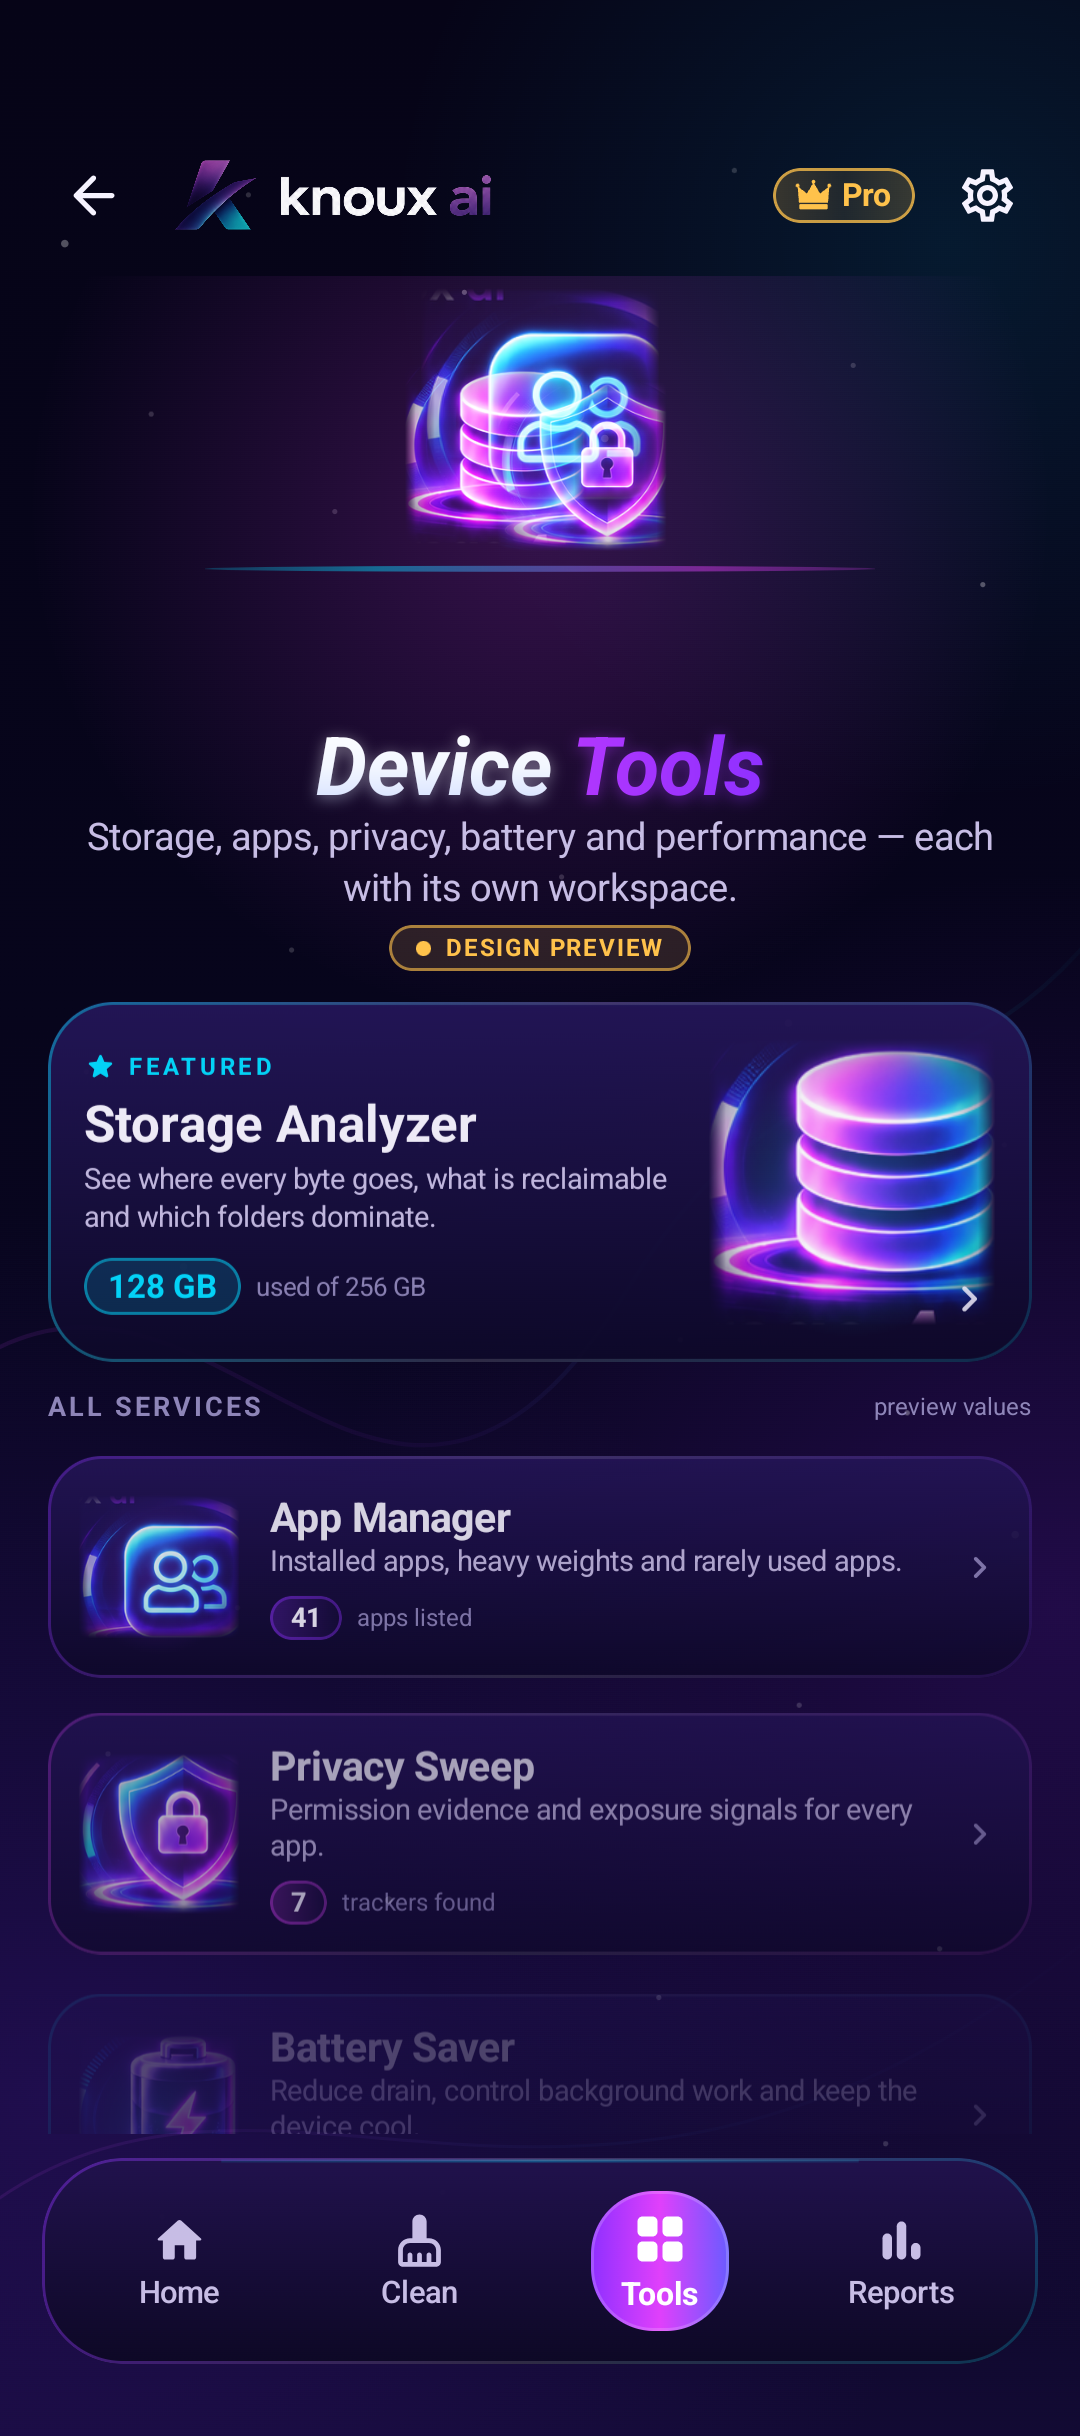 knoux ai
Pro
x ai
Device Tools
Storage, apps, privacy, battery and performance — each
with its own workspace.
DESIGN PREVIEW
FEATURED
Storage Analyzer
See where every byte goes, what is reclaimable
and which folders dominate.
128 GB used of 256 GB
ALL SERVICES
preview values
x ai
App Manager
Installed apps, heavy weights and rarely used apps.
41 apps listed
Privacy Sweep
Permission evidence and exposure signals for every
app.
7 trackers found
Battery Saver
Reduce drain, control background work and keep the
device cool.
Home
Clean
Tools
Reports